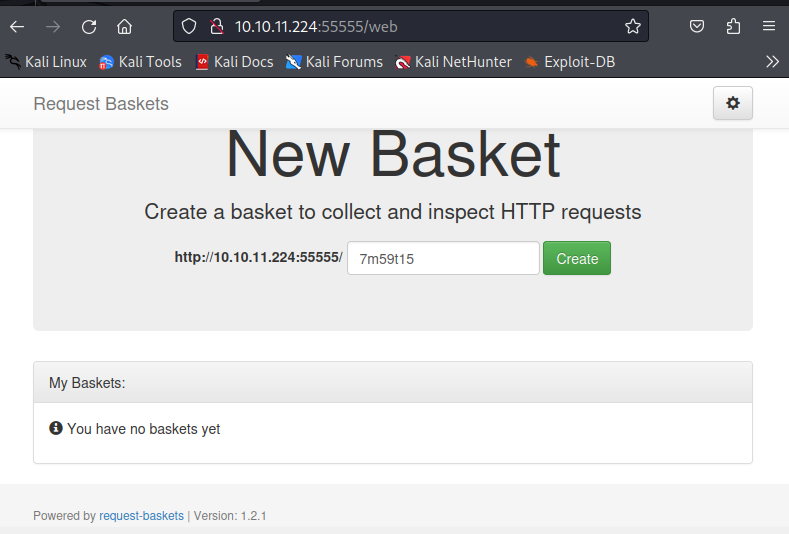 10.10.11.224:55555/web
Kali Linux Kali Tools Kali Docs Kali Forums Kali NetHunter Exploit-DB
Request Baskets
New Basket
Create a basket to collect and inspect HTTP requests
http://10.10.11.224:55555/ 7m59t15 Create
My Baskets:
You have no baskets yet
Powered by request-baskets | Version: 1.2.1